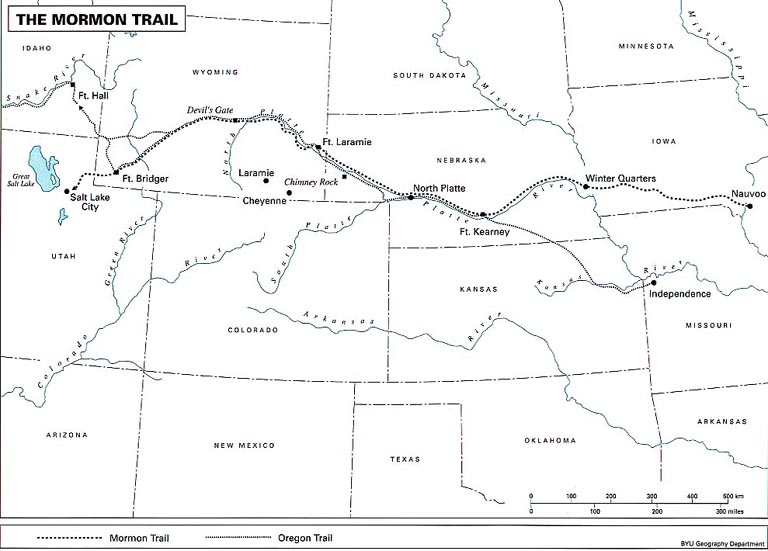 THE MORMON TRAIL
IDAHO
Snake River
Ft. Hall
WYOMING
SOUTH DAKOTA
MINNESOTA
Mississippi
Missouri
River
Devil's Gate
North
Platte
Ft. Laramie
NEBRASKA
IOWA
Great
Salt Lake
Ft. Bridger
Laramie
Chimney Rock
Cheyenne
North Platte
Winter Quarters
Nauvoo
Salt Lake
City
Platte
Ft. Kearney
UTAH
Green River
South Platte
River
KANSAS
Kansas
River
Independence
COLORADO
Arkansas
River
MISSOURI
Colorado
ARIZONA
NEW MEXICO
TEXAS
OKLAHOMA
ARKANSAS
0 100 200 300 400 500 km
0 100 200 300 miles
Mormon Trail
Oregon Trail
BYU Geography Department